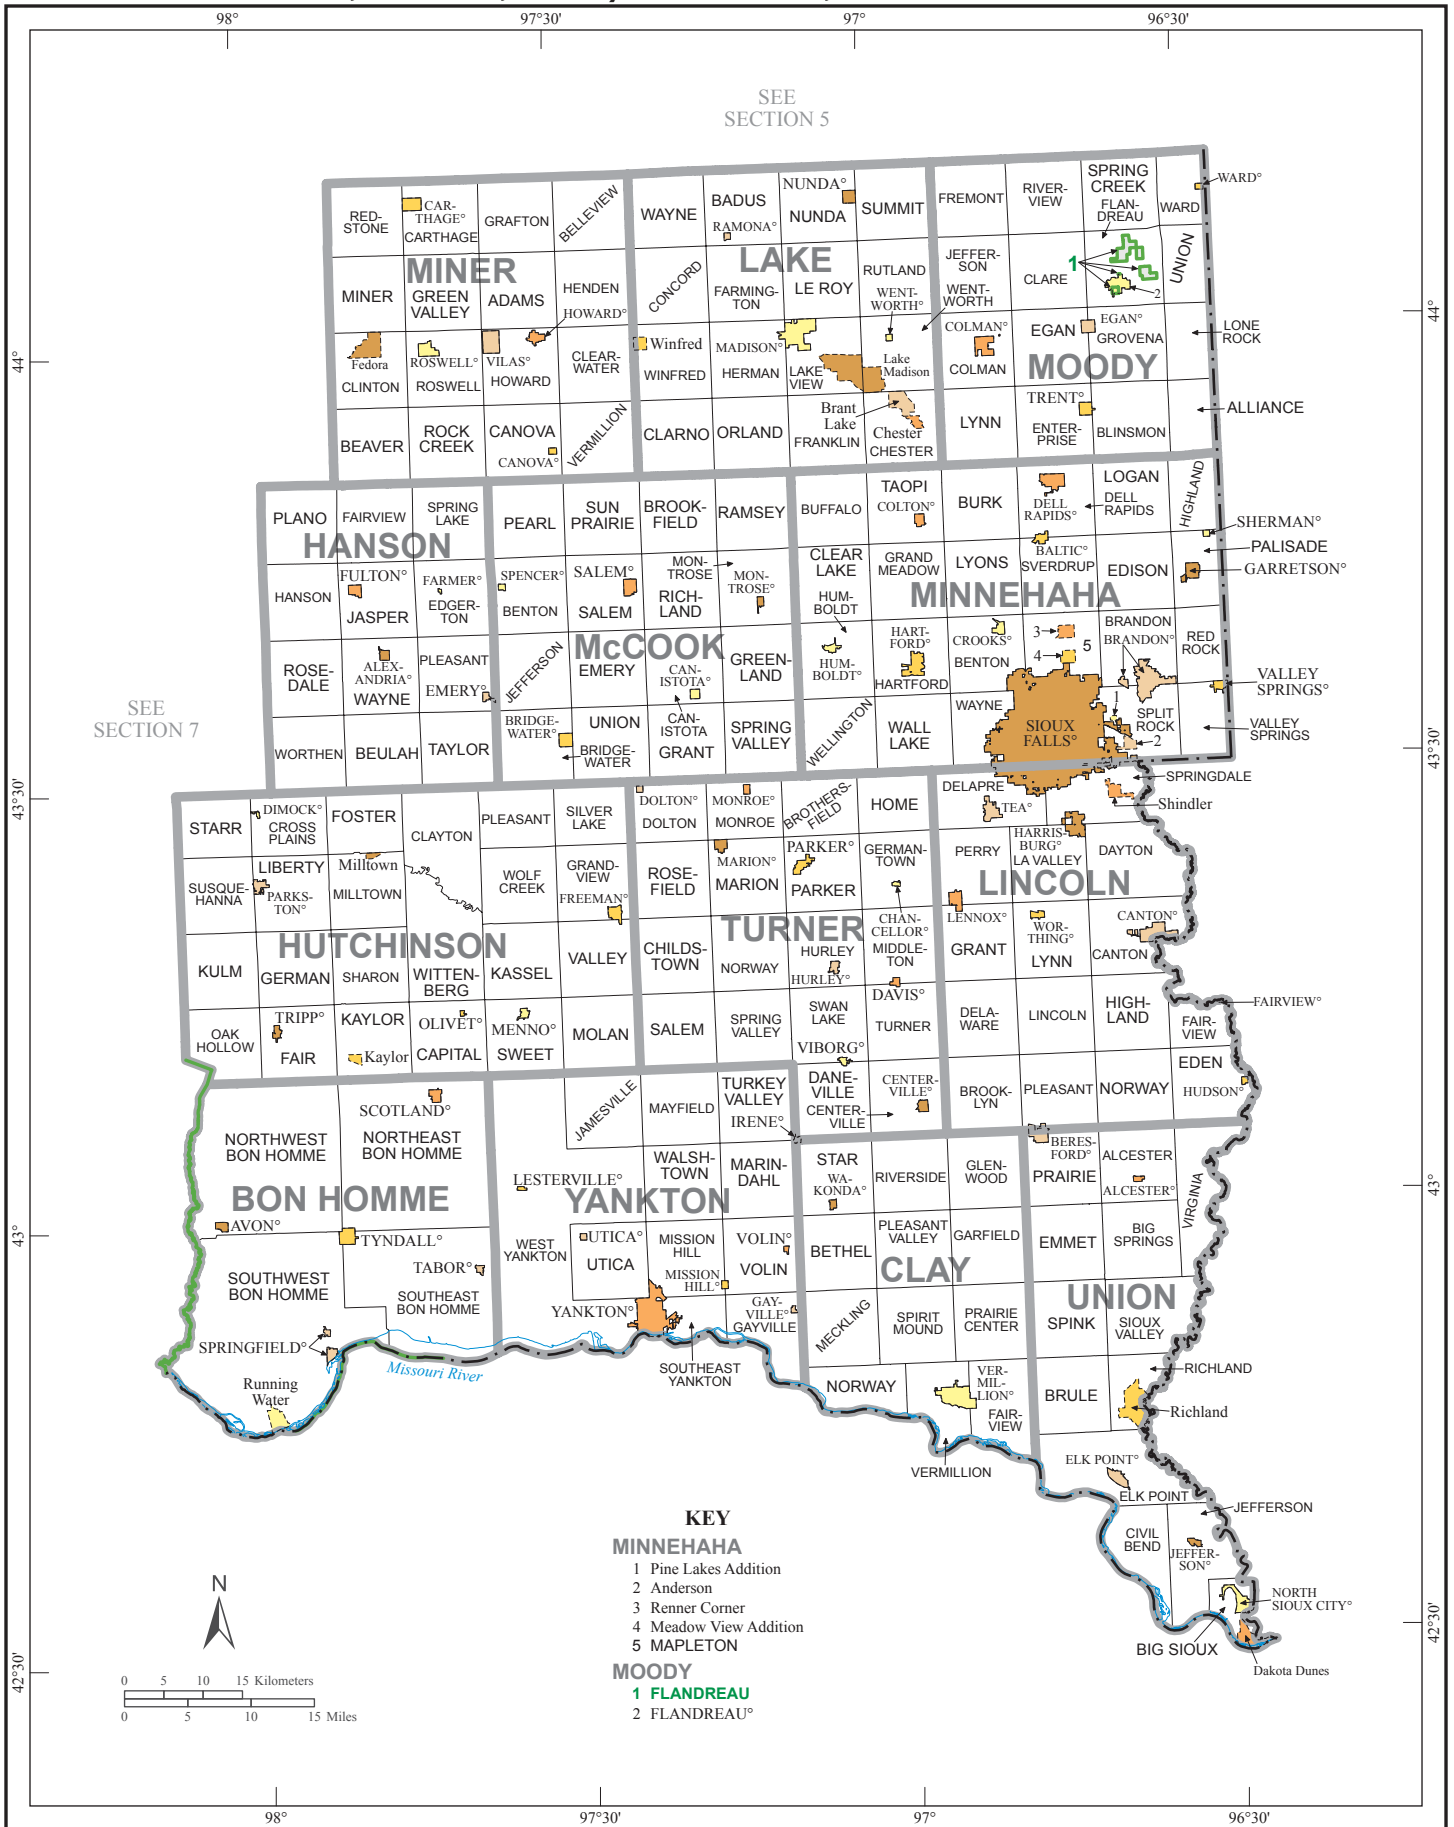 98°
97°30'
97°
96°30'
SEE
SECTION 5
RED-
STONE
CAR-
THAGE°
CARTHAGE
GRAFTON
BELLEVIEW
MINER
MINER
GREEN
VALLEY
ADAMS
HENDEN
HOWARD°
Fedora
CLINTON
ROSWELL°
ROSWELL
VILAS°
HOWARD
CLEAR-
WATER
BEAVER
ROCK
CREEK
CANOVA
CANOVA°
VERMILLION
WAYNE
BADUS
RAMONA°
NUNDA°
NUNDA
SUMMIT
LAKE
CONCORD
FARMING-
TON
LE ROY
RUTLAND
WENT-
WORTH°
WENT-
WORTH
Winfred
WINFRED
MADISON°
HERMAN
LAKE
VIEW
Lake
Madison
Brant
Lake
CLARNO
ORLAND
FRANKLIN
Chester
CHESTER
FREMONT
RIVER-
VIEW
SPRING
CREEK
FLAN-
DREAU
WARD
WARD°
JEFFER-
SON
CLARE
1
2
UNION
COLMAN°
COLMAN
EGAN
EGAN°
GROVENA
LONE
ROCK
MOODY
TRENT°
LYNN
ENTER-
PRISE
BLINSMON
ALLIANCE
44°
44°
PLANO
FAIRVIEW
SPRING
LAKE
HANSON
HANSON
FULTON°
JASPER
FARMER°
EDGER-
TON
ROSE-
DALE
ALEX-
ANDRIA°
WAYNE
PLEASANT
EMERY°
WORTHEN
BEULAH
TAYLOR
PEARL
SUN
PRAIRIE
BROOK-
FIELD
RAMSEY
SPENCER°
BENTON
SALEM°
SALEM
MON-
TROSE
RICH-
LAND
MON-
TROSE°
McCOOK
JEFFERSON
EMERY
CAN-
ISTOTA°
CAN-
ISTOTA
GREEN-
LAND
BRIDGE-
WATER°
UNION
BRIDGE-
WATER
GRANT
SPRING
VALLEY
BUFFALO
TAOPI
COLTON°
BURK
DELL
RAPIDS°
LOGAN
DELL
RAPIDS
HIGHLAND
SHERMAN°
PALISADE
GARRETSON°
CLEAR
LAKE
GRAND
MEADOW
LYONS
BALTIC°
SVERDRUP
EDISON
MINNEHAHA
HUM-
BOLDT
HUM-
BOLDT°
HART-
FORD°
HARTFORD
CROOKS°
BENTON
3
4
5
BRANDON
BRANDON°
RED
ROCK
VALLEY
SPRINGS°
WELLINGTON
WALL
LAKE
WAYNE
SIOUX
FALLS°
1
SPLIT
ROCK
2
VALLEY
SPRINGS
SEE
SECTION 7
43°30'
43°30'
STARR
DIMOCK°
CROSS
PLAINS
FOSTER
CLAYTON
PLEASANT
SILVER
LAKE
SUSQUE-
HANNA
LIBERTY
PARKS-
TON°
Milltown
MILLTOWN
WOLF
CREEK
GRAND-
VIEW
FREEMAN°
HUTCHINSON
KULM
GERMAN
SHARON
WITTEN-
BERG
KASSEL
VALLEY
OAK
HOLLOW
TRIPP°
FAIR
KAYLOR
Kaylor
OLIVET°
CAPITAL
MENNO°
SWEET
MOLAN
DOLTON°
DOLTON
MONROE°
MONROE
BROTHERS-
FIELD
HOME
ROSE-
FIELD
MARION°
MARION
PARKER°
PARKER
GERMAN-
TOWN
CHAN-
CELLOR°
TURNER
CHILDS-
TOWN
NORWAY
HURLEY
HURLEY°
MIDDLE-
TON
DAVIS°
SALEM
SPRING
VALLEY
SWAN
LAKE
VIBORG°
TURNER
DANE-
VILLE
CENTER-
VILLE
CENTER-
VILLE°
DELAPRE
TEA°
SPRINGDALE
Shindler
PERRY
HARRIS-
BURG°
LA VALLEY
DAYTON
LINCOLN
LENNOX°
GRANT
WOR-
THING°
LYNN
CANTON°
CANTON
DELA-
WARE
LINCOLN
HIGH-
LAND
FAIRVIEW°
FAIR-
VIEW
BROOK-
LYN
PLEASANT
NORWAY
EDEN
HUDSON°
SCOTLAND°
NORTHWEST
BON HOMME
NORTHEAST
BON HOMME
BON HOMME
AVON°
TYNDALL°
TABOR°
SOUTHWEST
BON HOMME
SOUTHEAST
BON HOMME
SPRINGFIELD°
Running
Water
Missouri River
JAMESVILLE
MAYFIELD
TURKEY
VALLEY
IRENE°
LESTERVILLE°
WALSH-
TOWN
MARIN-
DAHL
YANKTON
WEST
YANKTON
UTICA°
UTICA
MISSION
HILL
MISSION
HILL°
VOLIN°
VOLIN
YANKTON°
GAY-
VILLE°
GAYVILLE
SOUTHEAST
YANKTON
STAR
WA-
KONDA°
RIVERSIDE
GLEN-
WOOD
BETHEL
PLEASANT
VALLEY
GARFIELD
CLAY
MECKLING
SPIRIT
MOUND
PRAIRIE
CENTER
NORWAY
VER-
MIL-
LION°
FAIR-
VIEW
VERMILLION
BERES-
FORD°
PRAIRIE
ALCESTER
ALCESTER°
VIRGINIA
EMMET
BIG
SPRINGS
UNION
SPINK
SIOUX
VALLEY
BRULE
RICHLAND
Richland
ELK POINT°
ELK POINT
JEFFERSON
CIVIL
BEND
JEFFER-
SON°
NORTH
SIOUX CITY°
BIG SIOUX
Dakota Dunes
43°
43°
42°30'
42°30'
KEY
MINNEHAHA
1 Pine Lakes Addition
2 Anderson
3 Renner Corner
4 Meadow View Addition
5 MAPLETON
MOODY
1 FLANDREAU
2 FLANDREAU°
N
0 5 10 15 Kilometers
0 5 10 15 Miles
98°
97°30'
97°
96°30'